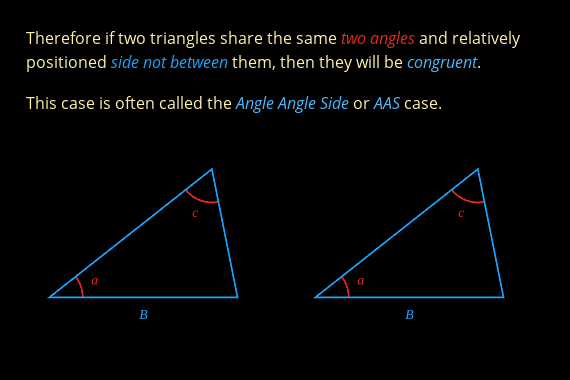 Therefore if two triangles share the same two angles and relatively
positioned side not between them, then they will be congruent.
This case is often called the Angle Angle Side or AAS case.
c
c
a
a
B
B